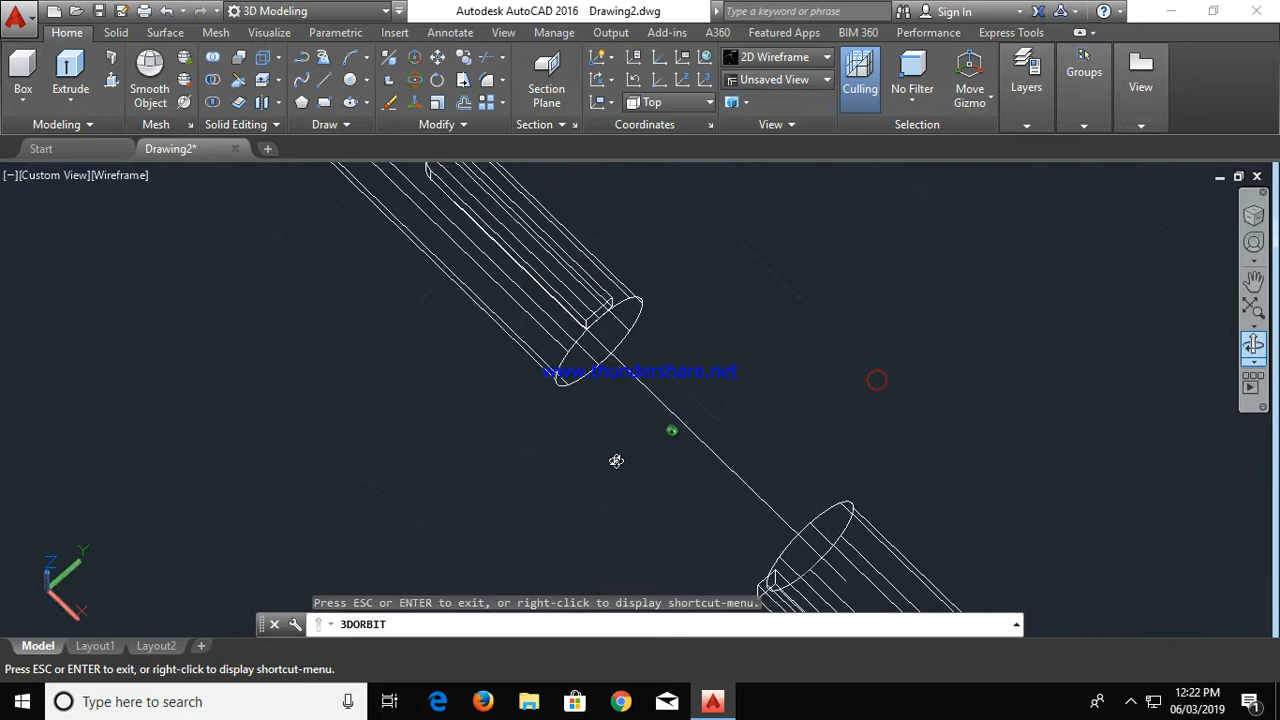 3D Modeling
Autodesk AutoCAD 2016 Drawing2.dwg
Type a keyword or phrase
Sign In
Home Solid Surface Mesh Visualize Parametric Insert Annotate View Manage Output Add-ins A360 Featured Apps BIM 360 Performance Express Tools
Box
Extrude
Smooth
Object
Section
Plane
2D Wireframe
Unsaved View
Top
Culling
No Filter
Move
Gizmo
Layers
Groups
View
Modeling Mesh Solid Editing Draw Modify Section Coordinates View Selection
Start Drawing2*
[−][Custom View][Wireframe]
www.thundershare.net
Z
Y
X
Press ESC or ENTER to exit, or right-click to display shortcut-menu.
3DORBIT
Model Layout1 Layout2
Press ESC or ENTER to exit, or right-click to display shortcut-menu.
Type here to search
12:22 PM
06/03/2019
1